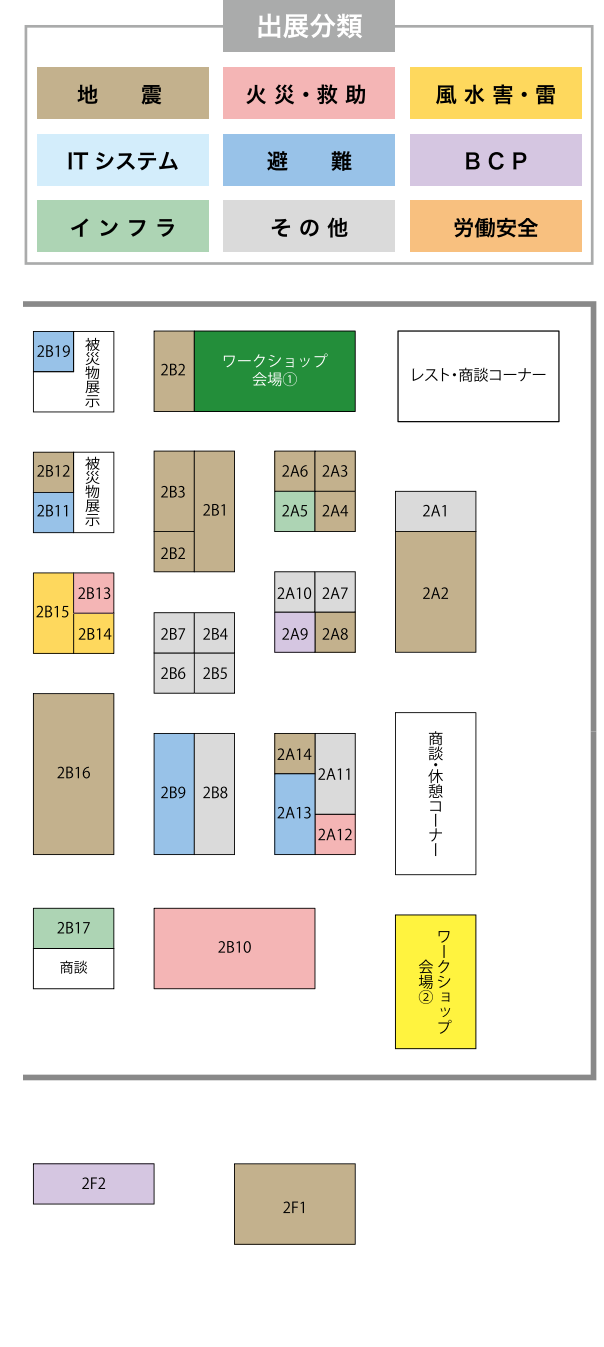 出展分類
地 震
火 災・救 助
風 水 害・雷
IT システム
避 難
B C P
イ ン フ ラ
そ の 他
労働安全
2B19
被災物展示
2B2
ワークショップ
会場①
レスト・商談コーナー
2B12
2B11
被災物展示
2B3
2B1
2B2
2A6
2A3
2A5
2A4
2A1
2A2
2B15
2B13
2B14
2A10
2A7
2A9
2A8
2B7
2B4
2B6
2B5
2B16
2B9
2B8
2A14
2A11
2A13
2A12
商談・休憩コーナー
2B17
商談
2B10
ワークショップ
会場②
2F2
2F1